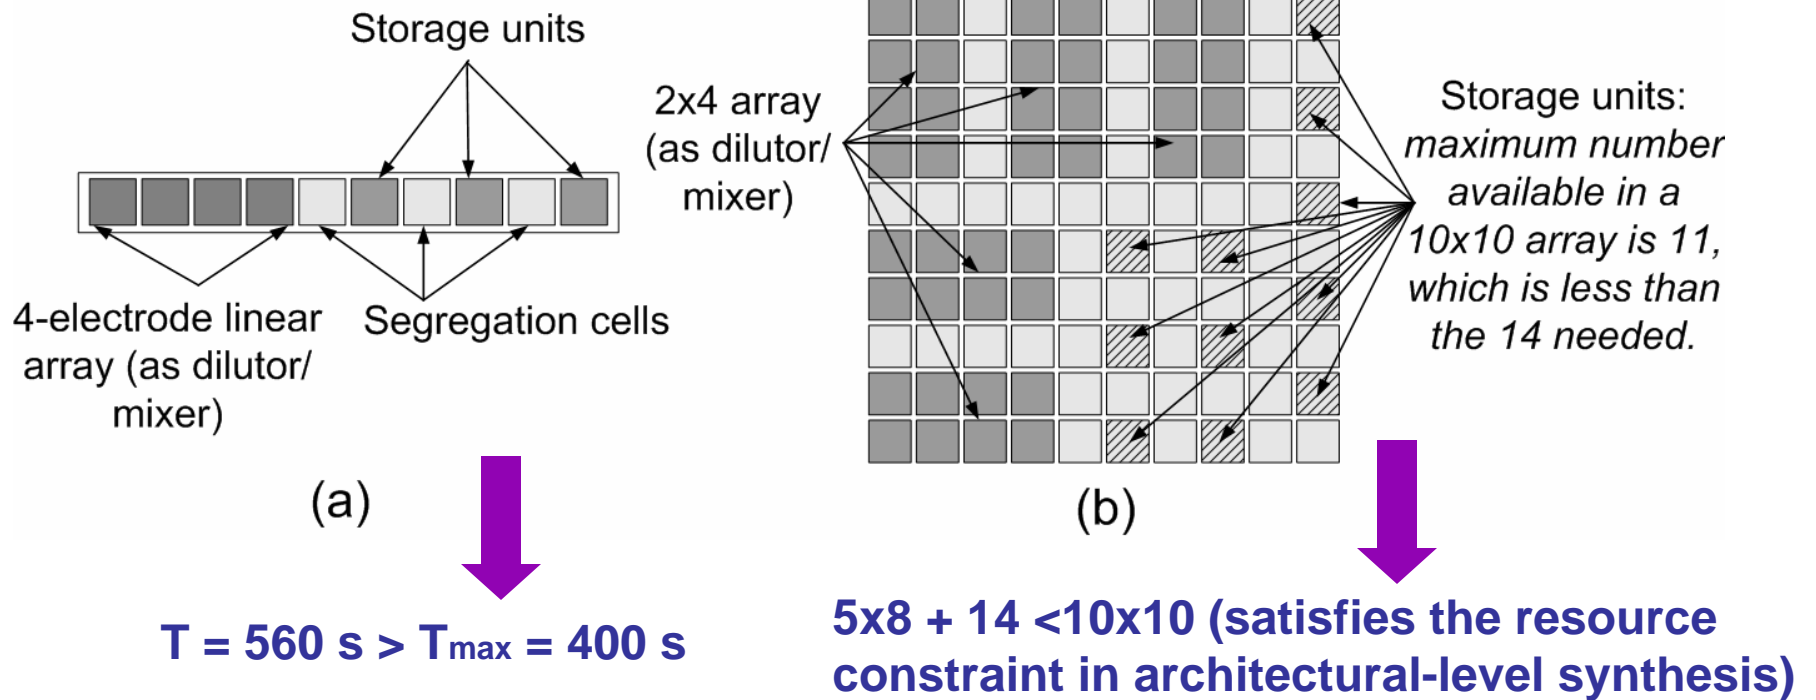 Storage units
4-electrode linear
array (as dilutor/
mixer)
Segregation cells
(a)
T = 560 s > Tmax = 400 s
2x4 array
(as dilutor/
mixer)
Storage units:
maximum number
available in a
10x10 array is 11,
which is less than
the 14 needed.
(b)
5x8 + 14 <10x10 (satisfies the resource
constraint in architectural-level synthesis)